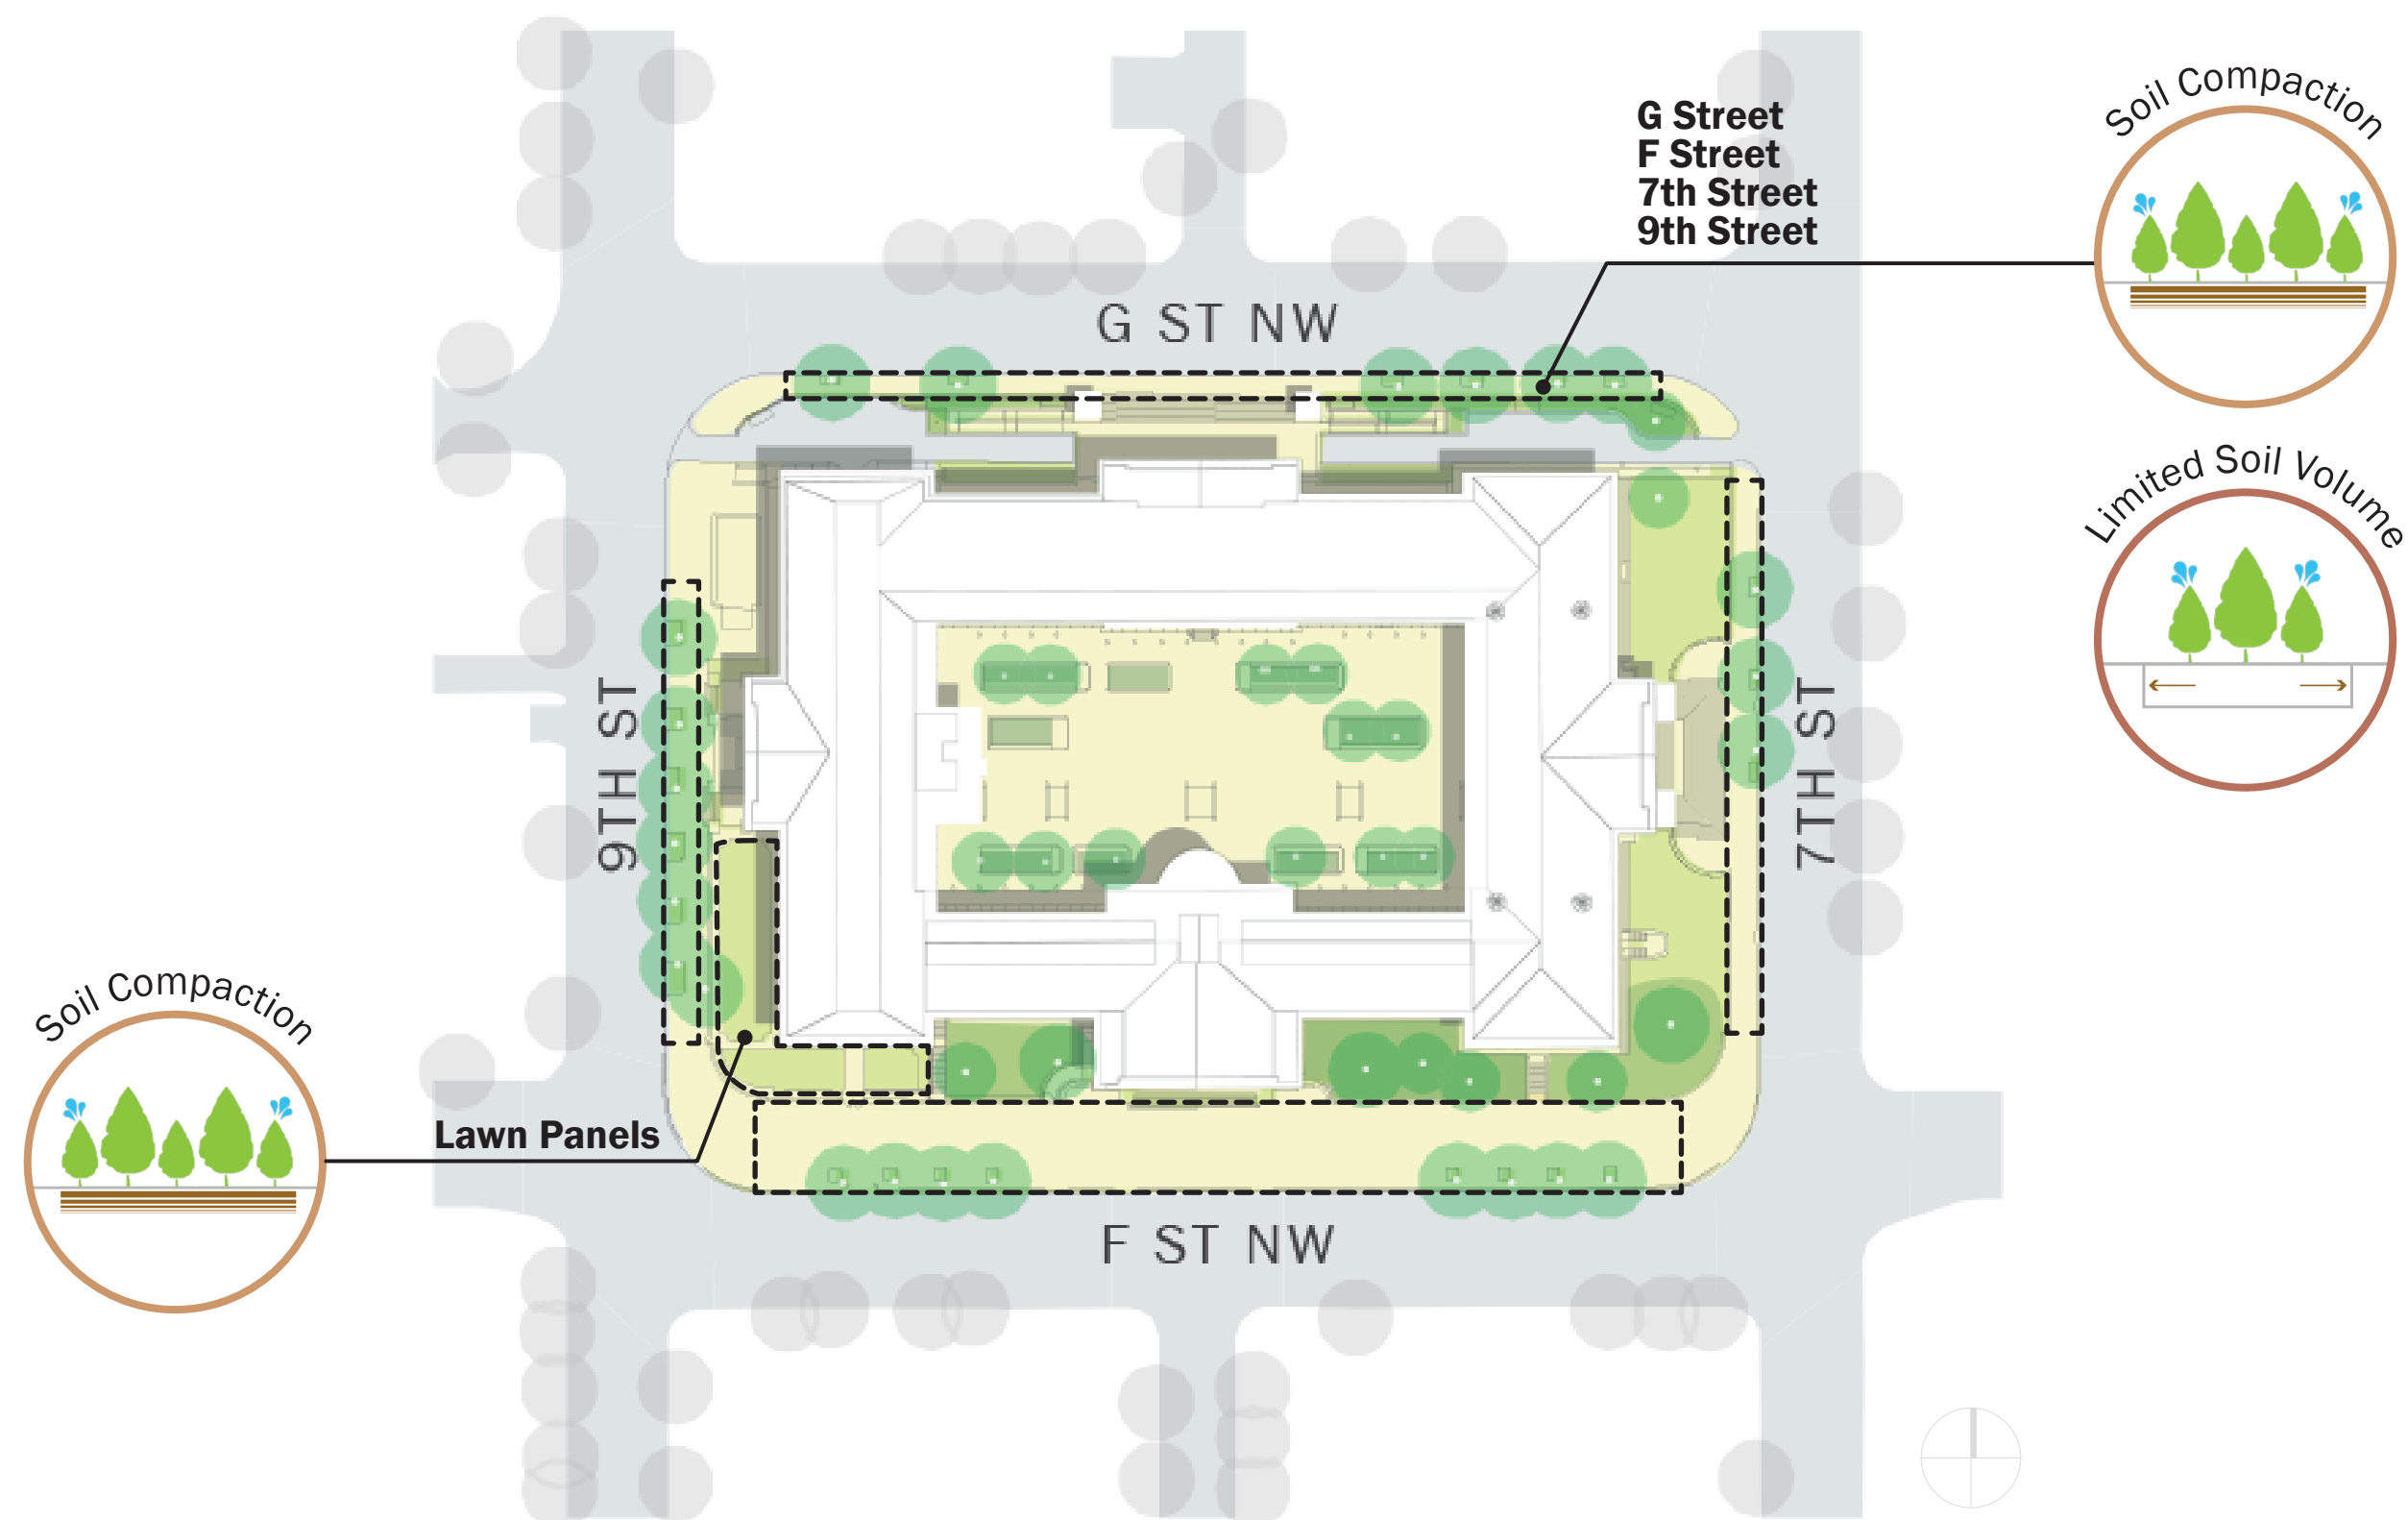 Soil Compaction
G Street
F Street
7th Street
9th Street
G ST NW
Limited Soil Volume
9TH ST
7TH ST
Soil Compaction
Lawn Panels
F ST NW